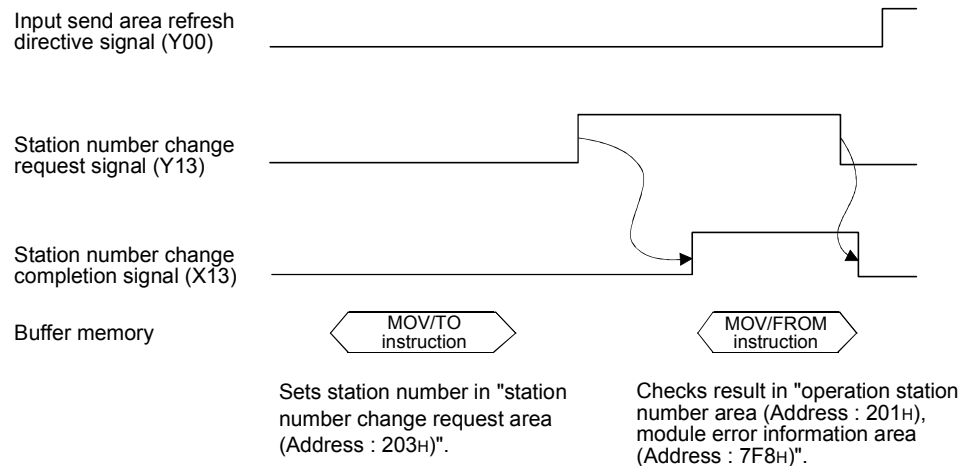 Input send area refresh
directive signal (Y00)
Station number change
request signal (Y13)
Station number change
completion signal (X13)
Buffer memory
MOV/TO
instruction
MOV/FROM
instruction
Sets station number in "station
number change request area
(Address : 203H)".
Checks result in "operation station
number area (Address : 201H),
module error information area
(Address : 7F8H)".